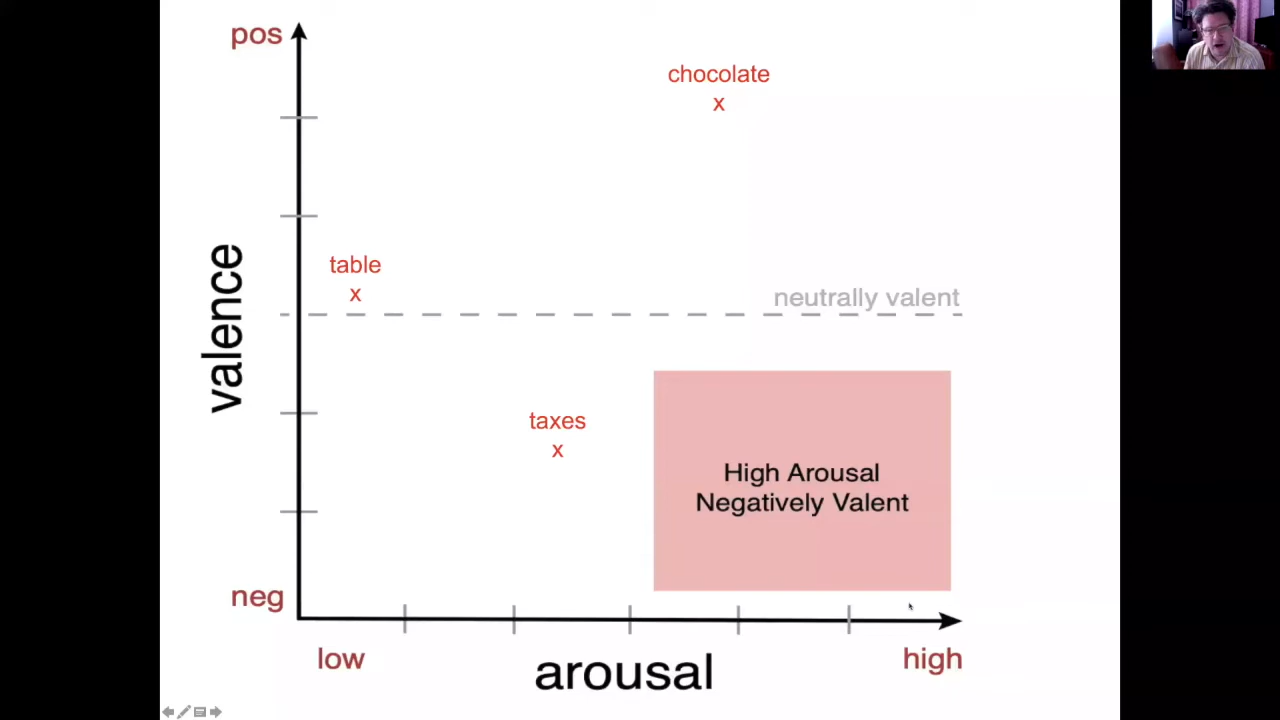 pos
chocolate
x
table
x
neutrally valent
valence
taxes
x
High Arousal
Negatively Valent
neg
low
arousal
high